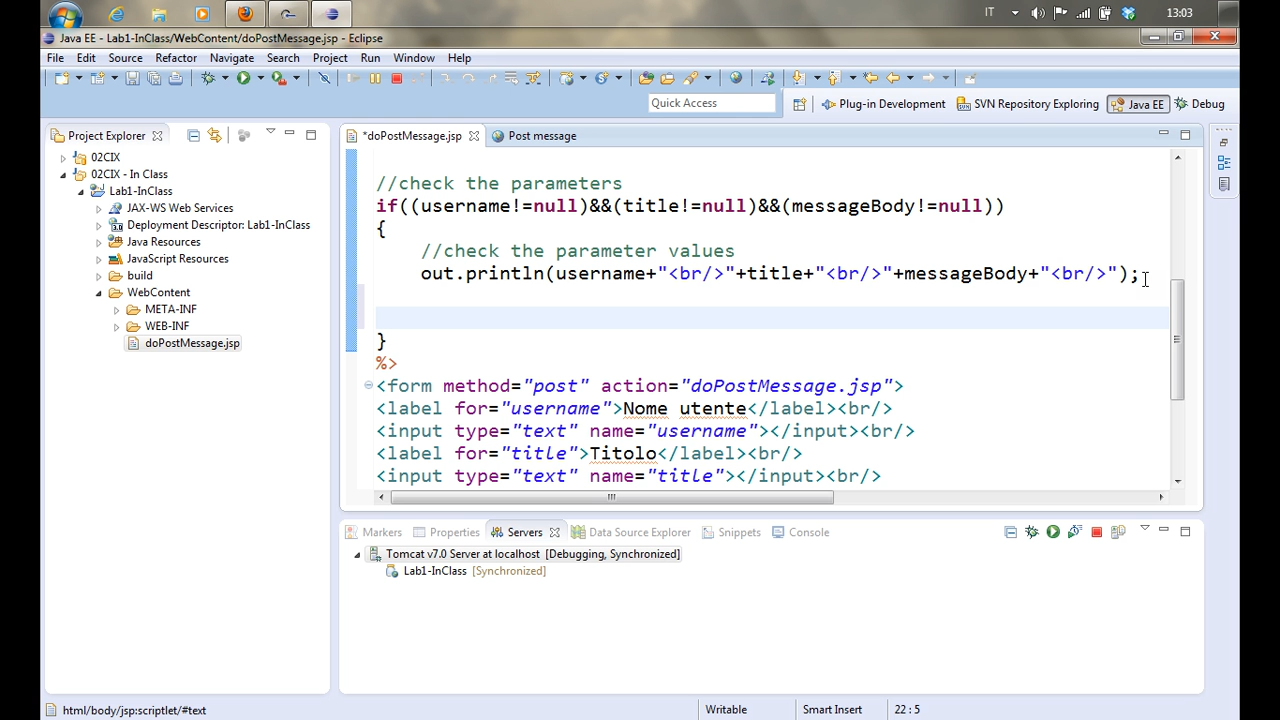 IT 13:03
Java EE - Lab1-InClass/WebContent/doPostMessage.jsp - Eclipse
File Edit Source Refactor Navigate Search Project Run Window Help
Quick Access Plug-in Development SVN Repository Exploring Java EE Debug
Project Explorer
02CIX
02CIX - In Class
Lab1-InClass
JAX-WS Web Services
Deployment Descriptor: Lab1-InClass
Java Resources
JavaScript Resources
build
WebContent
META-INF
WEB-INF
doPostMessage.jsp
*doPostMessage.jsp Post message
//check the parameters
if((username!=null)&&(title!=null)&&(messageBody!=null))
{
//check the parameter values
out.println(username+"<br/>"+title+"<br/>"+messageBody+"<br/>");
}
%>
<form method="post" action="doPostMessage.jsp">
<label for="username">Nome utente</label><br/>
<input type="text" name="username"></input><br/>
<label for="title">Titolo</label><br/>
<input type="text" name="title"></input><br/>
Markers Properties Servers Data Source Explorer Snippets Console
Tomcat v7.0 Server at localhost [Debugging, Synchronized]
Lab1-InClass [Synchronized]
html/body/jsp:scriptlet/#text Writable Smart Insert 22 : 5